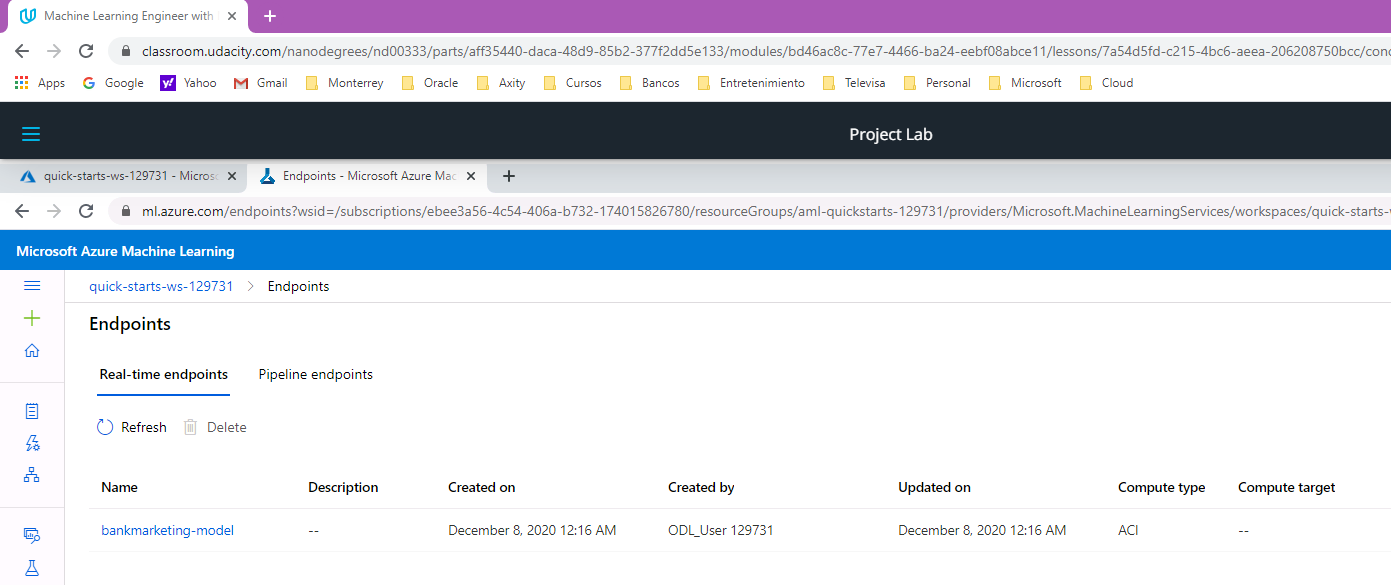 Machine Learning Engineer with
classroom.udacity.com/nanodegrees/nd00333/parts/aff35440-daca-48d9-85b2-377f2dd5e133/modules/bd46ac8c-77e7-4466-ba24-eebf08abce11/lessons/7a54d5fd-c215-4bc6-aeea-206208750bcc/conc
Apps Google Yahoo Gmail Monterrey Oracle Axity Cursos Bancos Entretenimiento Televisa Personal Microsoft Cloud
Project Lab
quick-starts-ws-129731 - Micros Endpoints - Microsoft Azure Mac
ml.azure.com/endpoints?wsid=/subscriptions/ebee3a56-4c54-406a-b732-174015826780/resourceGroups/aml-quickstarts-129731/providers/Microsoft.MachineLearningServices/workspaces/quick-starts-
Microsoft Azure Machine Learning
quick-starts-ws-129731 > Endpoints
Endpoints
Real-time endpoints Pipeline endpoints
Refresh Delete
Name Description Created on Created by Updated on Compute type Compute target
bankmarketing-model -- December 8, 2020 12:16 AM ODL_User 129731 December 8, 2020 12:16 AM ACI --